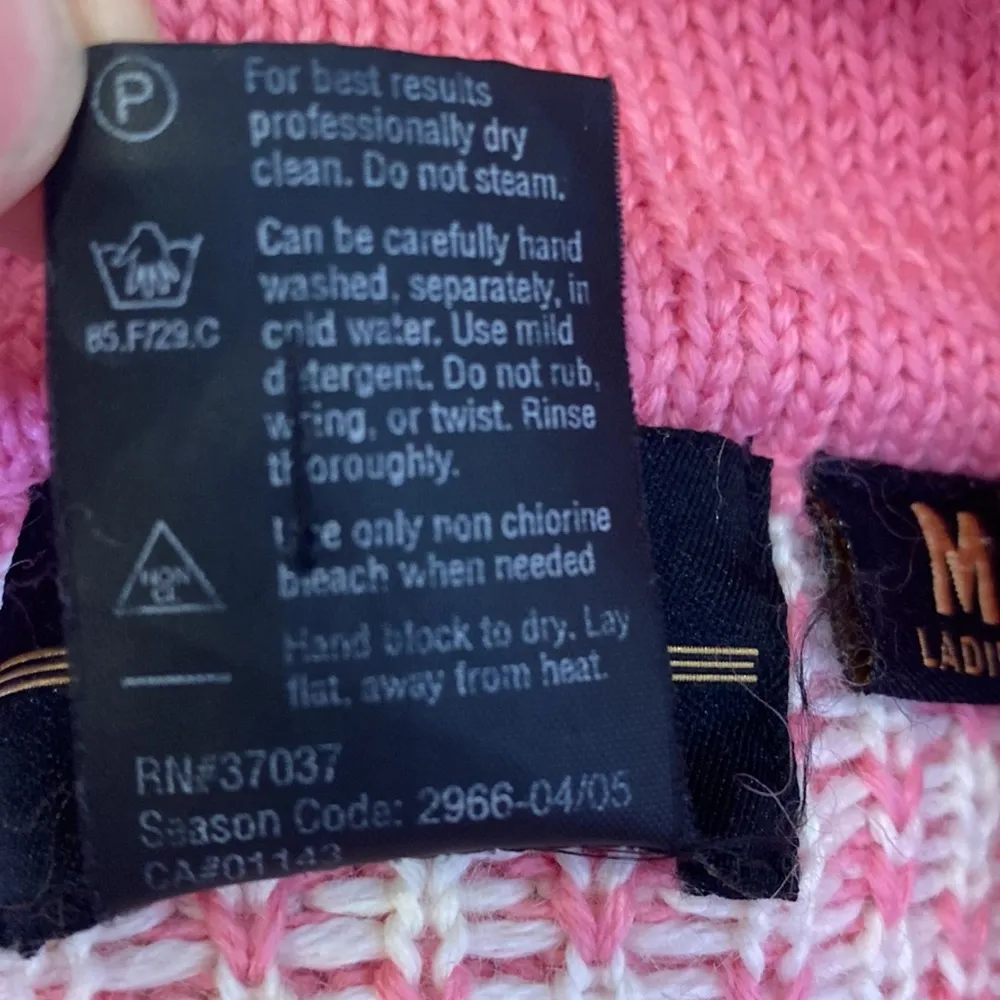 P
For best results
professionally dry
clean. Do not steam.
Can be carefully hand
washed, separately, in
cold water. Use mild
detergent. Do not rub,
wring, or twist. Rinse
thoroughly.
85.F/29.C
Use only non chlorine
bleach when needed
NON
CL
Hand block to dry. Lay
flat, away from heat.
RN#37037
Season Code: 2966-04/05
CA#01143
M
LADI